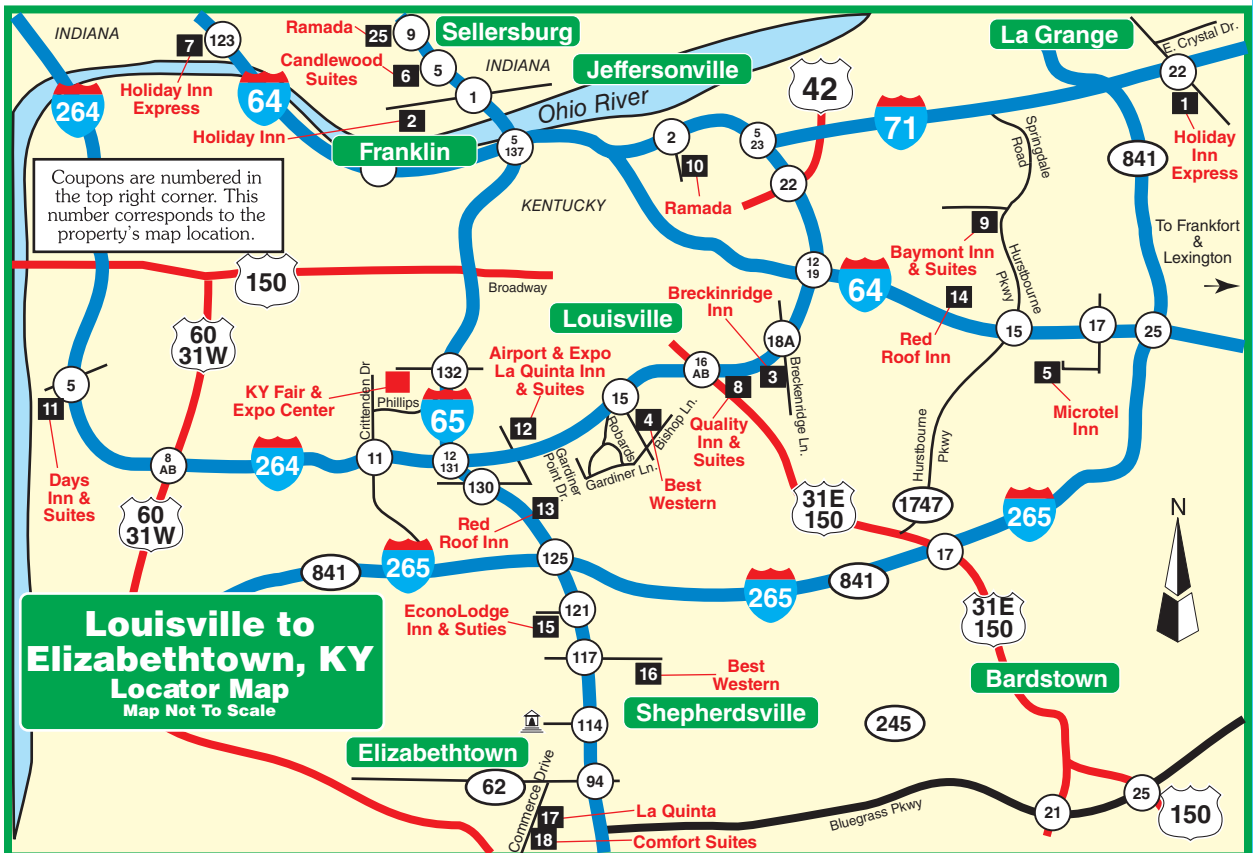 INDIANA
123
7
Holiday Inn
Express
264
64
Ramada
25
9
Sellersburg
Candlewood
Suites
6
5
INDIANA
1
Holiday Inn
2
Jeffersonville
Ohio River
42
La Grange
E. Crystal Dr.
22
1
Holiday
Inn
Express
71
841
Franklin
5
137
2
10
Ramada
5
23
22
Springdale
Road
KENTUCKY
Coupons are numbered in
the top right corner. This
number corresponds to the
property's map location.
9
Baymont Inn
& Suites
To Frankfort
&
Lexington
Hurstbourne
Pkwy
150
Broadway
12
19
64
14
Red
Roof Inn
15
17
25
5
Microtel
Inn
60
31W
Louisville
Breckinridge
Inn
18A
3
Breckenridge Ln.
16
AB
8
Quality
Inn &
Suites
5
11
Days
Inn &
Suites
KY Fair &
Expo Center
Crittenden Dr
Phillips
132
65
Airport & Expo
La Quinta Inn
& Suites
12
15
Robards
4
Bishop Ln.
Gardiner Ln.
Gardiner
Point Dr.
Best
Western
8
AB
264
11
12
131
130
60
31W
13
Red
Roof Inn
31E
150
Hurstbourne
Pkwy
1747
17
265
N
841
265
125
265
841
31E
150
Louisville to
Elizabethtown, KY
Locator Map
Map Not To Scale
EconoLodge
Inn & Suties
15
121
117
16
Best
Western
114
Shepherdsville
Bardstown
245
Elizabethtown
62
94
Commerce Drive
17
La Quinta
18
Comfort Suites
Bluegrass Pkwy
21
25
150